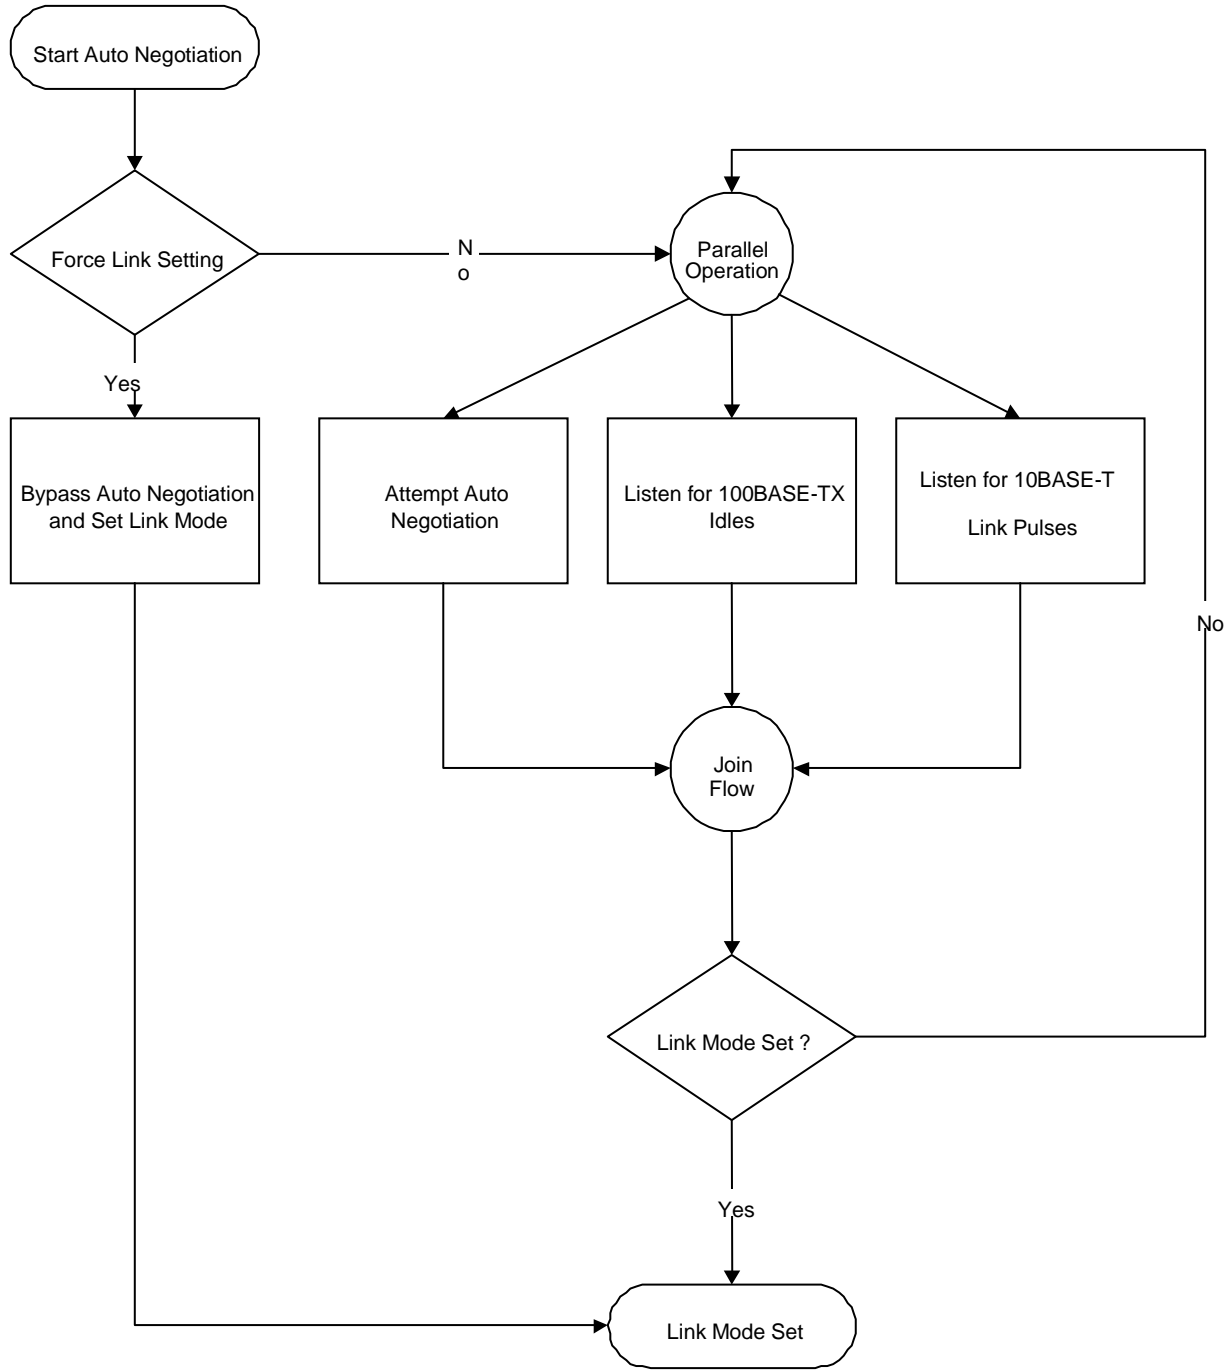 Start Auto Negotiation
Force Link Setting
N
o
Parallel
Operation
Yes
Bypass Auto Negotiation
and Set Link Mode
Attempt Auto
Negotiation
Listen for 100BASE-TX
Idles
Listen for 10BASE-T
Link Pulses
No
Join
Flow
Link Mode Set ?
Yes
Link Mode Set